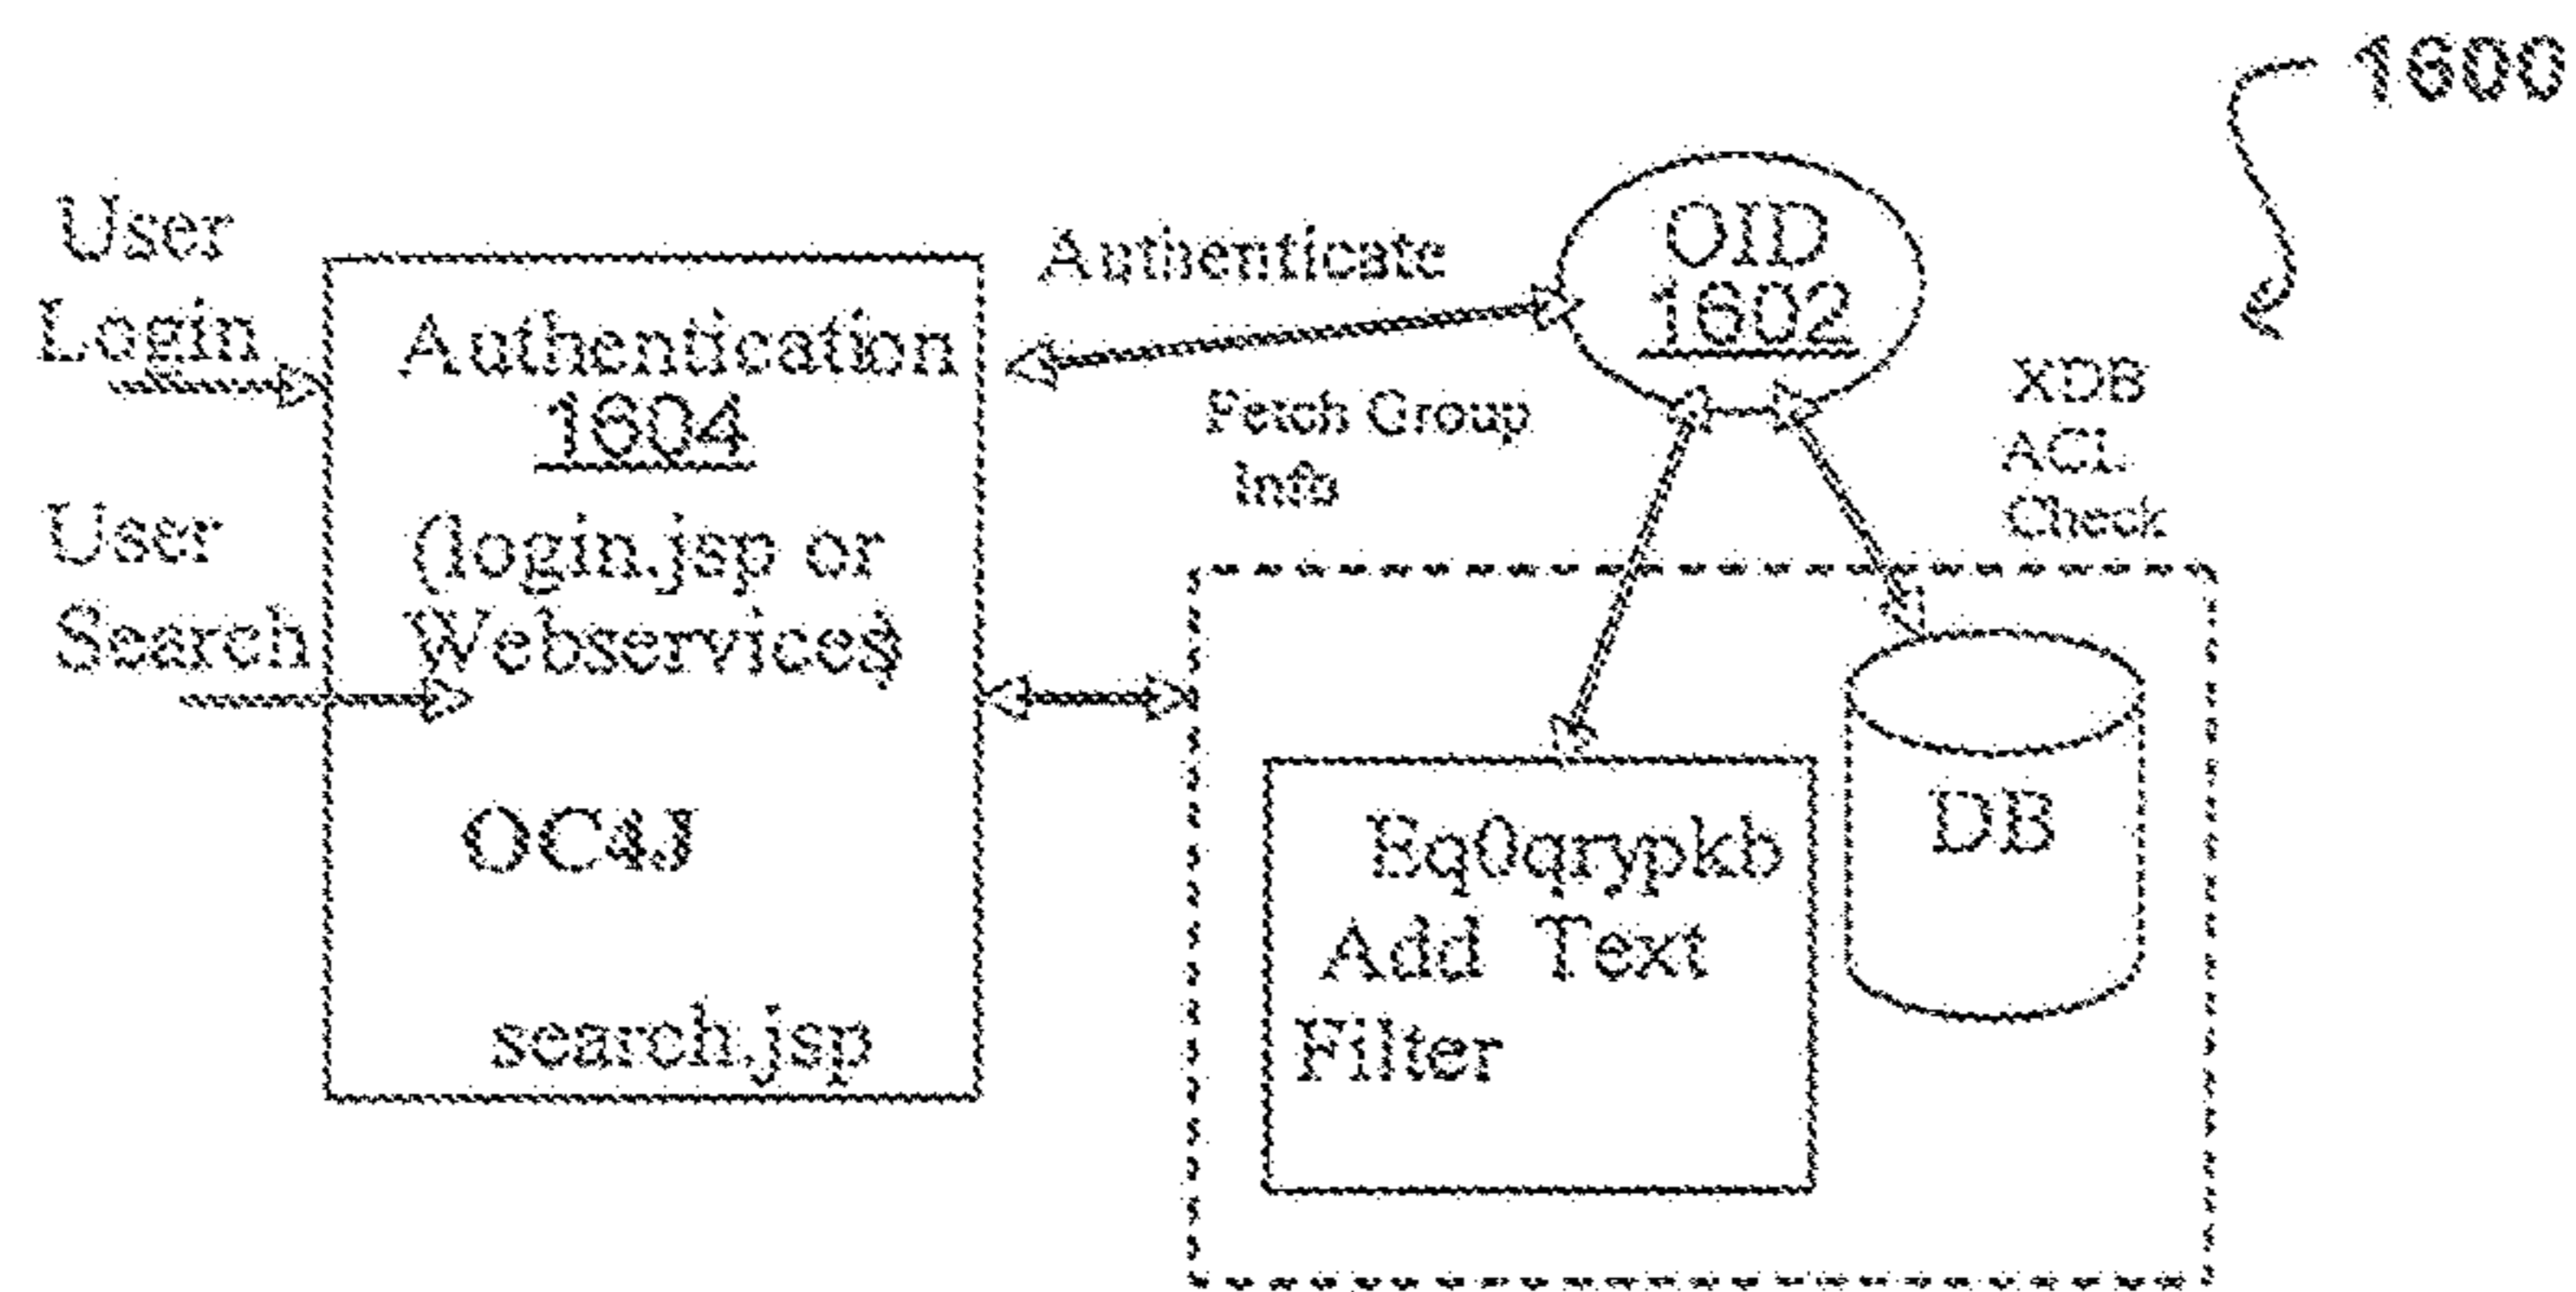 1600
User
Login
User
Search
Authentication
1604
(login.jsp or
Webservices)
OC4J
search.jsp
Authenticate
Fetch Group
Info
OID
1602
XDB
ACL
Check
Eq0qrypkb
Add Text
Filter
DB